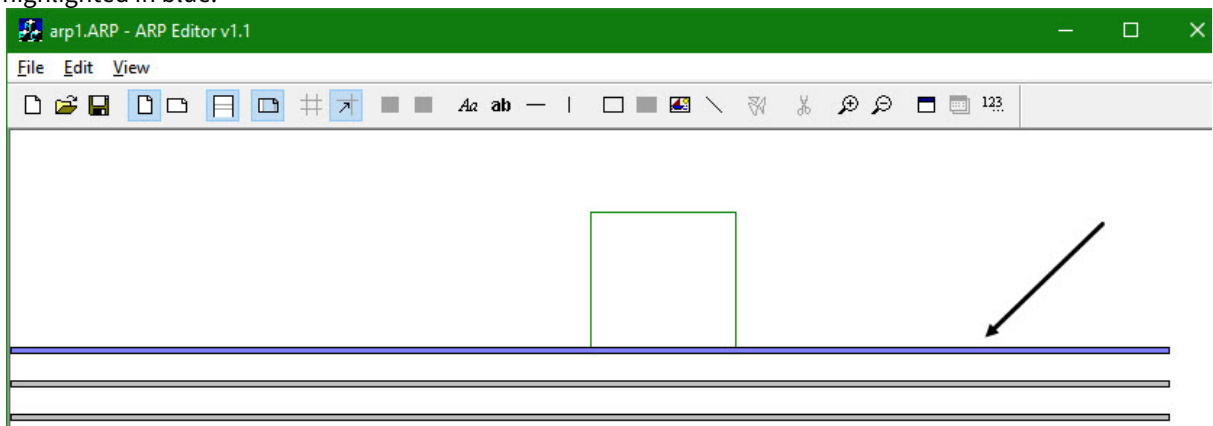 highlighted in blue.
arp1.ARP - ARP Editor v1.1
File Edit View
Aa ab 123